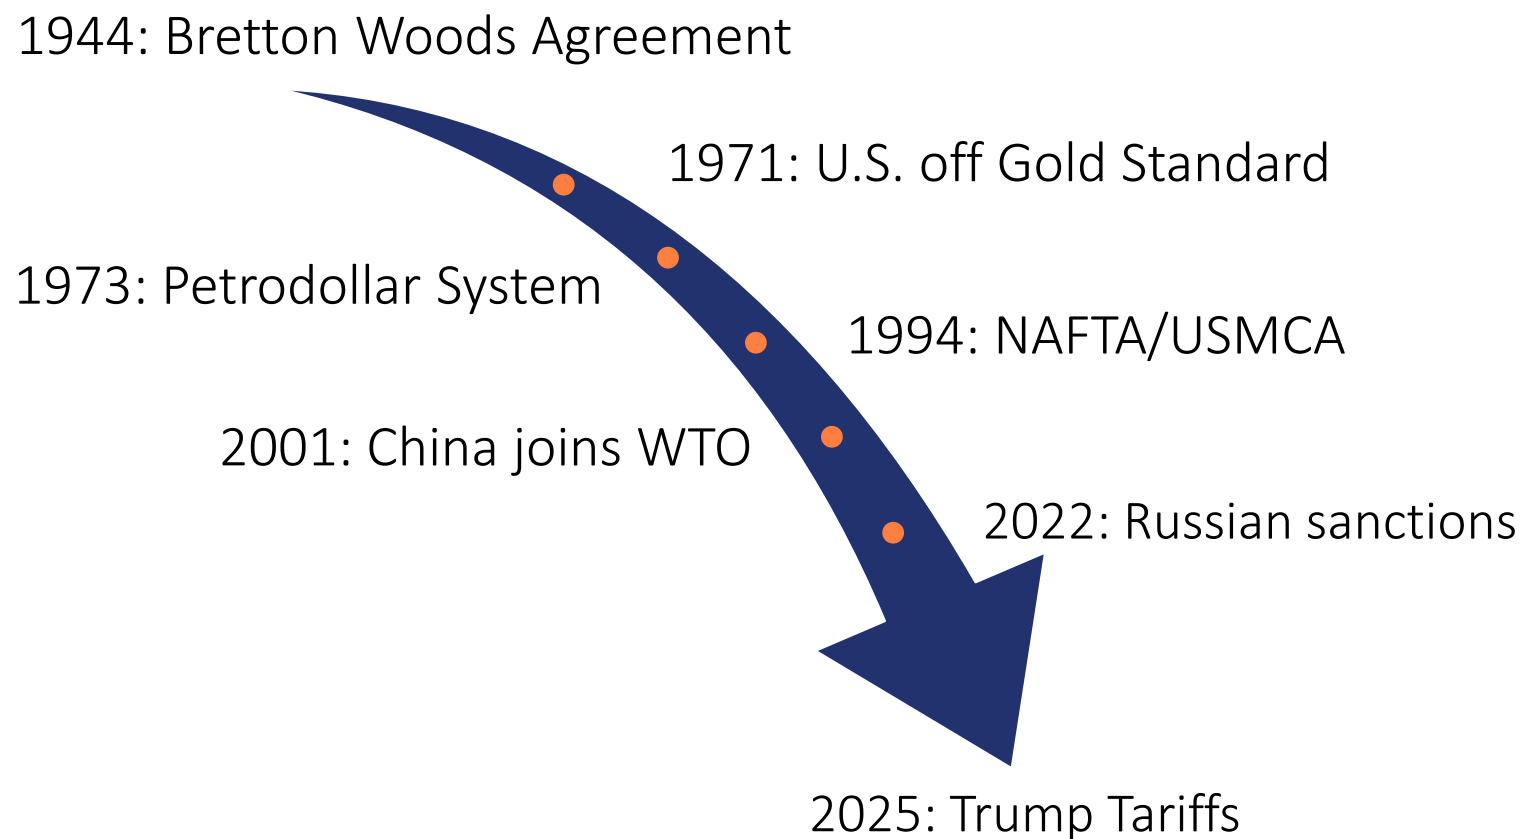 1944: Bretton Woods Agreement
1971: U.S. off Gold Standard
1973: Petrodollar System
1994: NAFTA/USMCA
2001: China joins WTO
2022: Russian sanctions
2025: Trump Tariffs